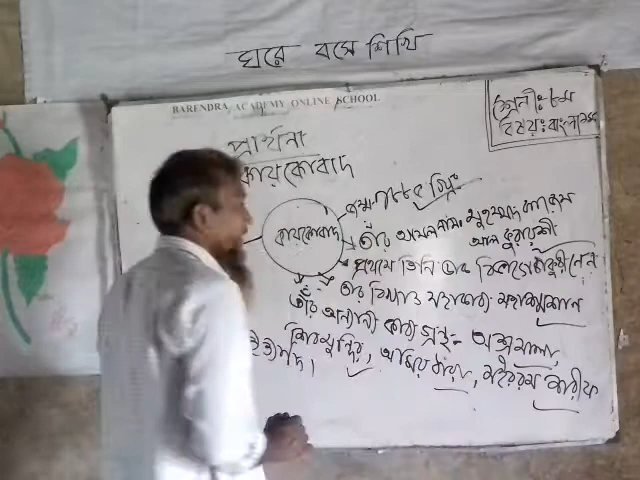 ঘরে বসে শিখি
BARENDRA ACADEMY ONLINE SCHOOL
শ্রেনী: ৮ম
বিষয়: বাংলা ১ম
প্রার্থনা
কায়কোবাদ
কায়কোবাদ
জন্ম-১৮৫৭ খ্রি:
তাঁর আসল নাম মুহম্মদ কাজেম
আল কুরায়শী
প্রথমে তিনি বিভাগে
তাঁর বিখ্যাত মহাকাব্য- মহাশ্মশান
তাঁর অন্যান্য কাব্য গ্রন্থ- অশ্রুমালা,
শিবমন্দির, অমিয় ধারা, মহরম শরীফ
ইত্যাদি।